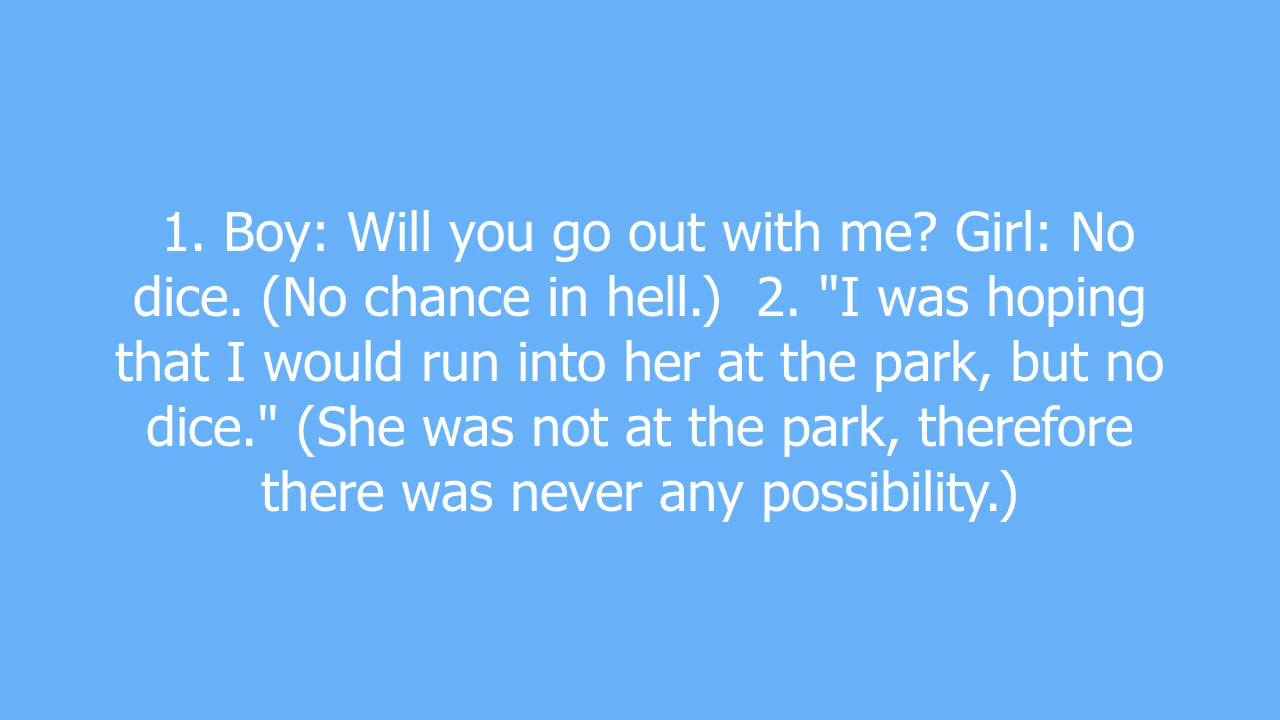 1. Boy: Will you go out with me? Girl: No
dice. (No chance in hell.)  2. "I was hoping
that I would run into her at the park, but no
dice." (She was not at the park, therefore
there was never any possibility.)